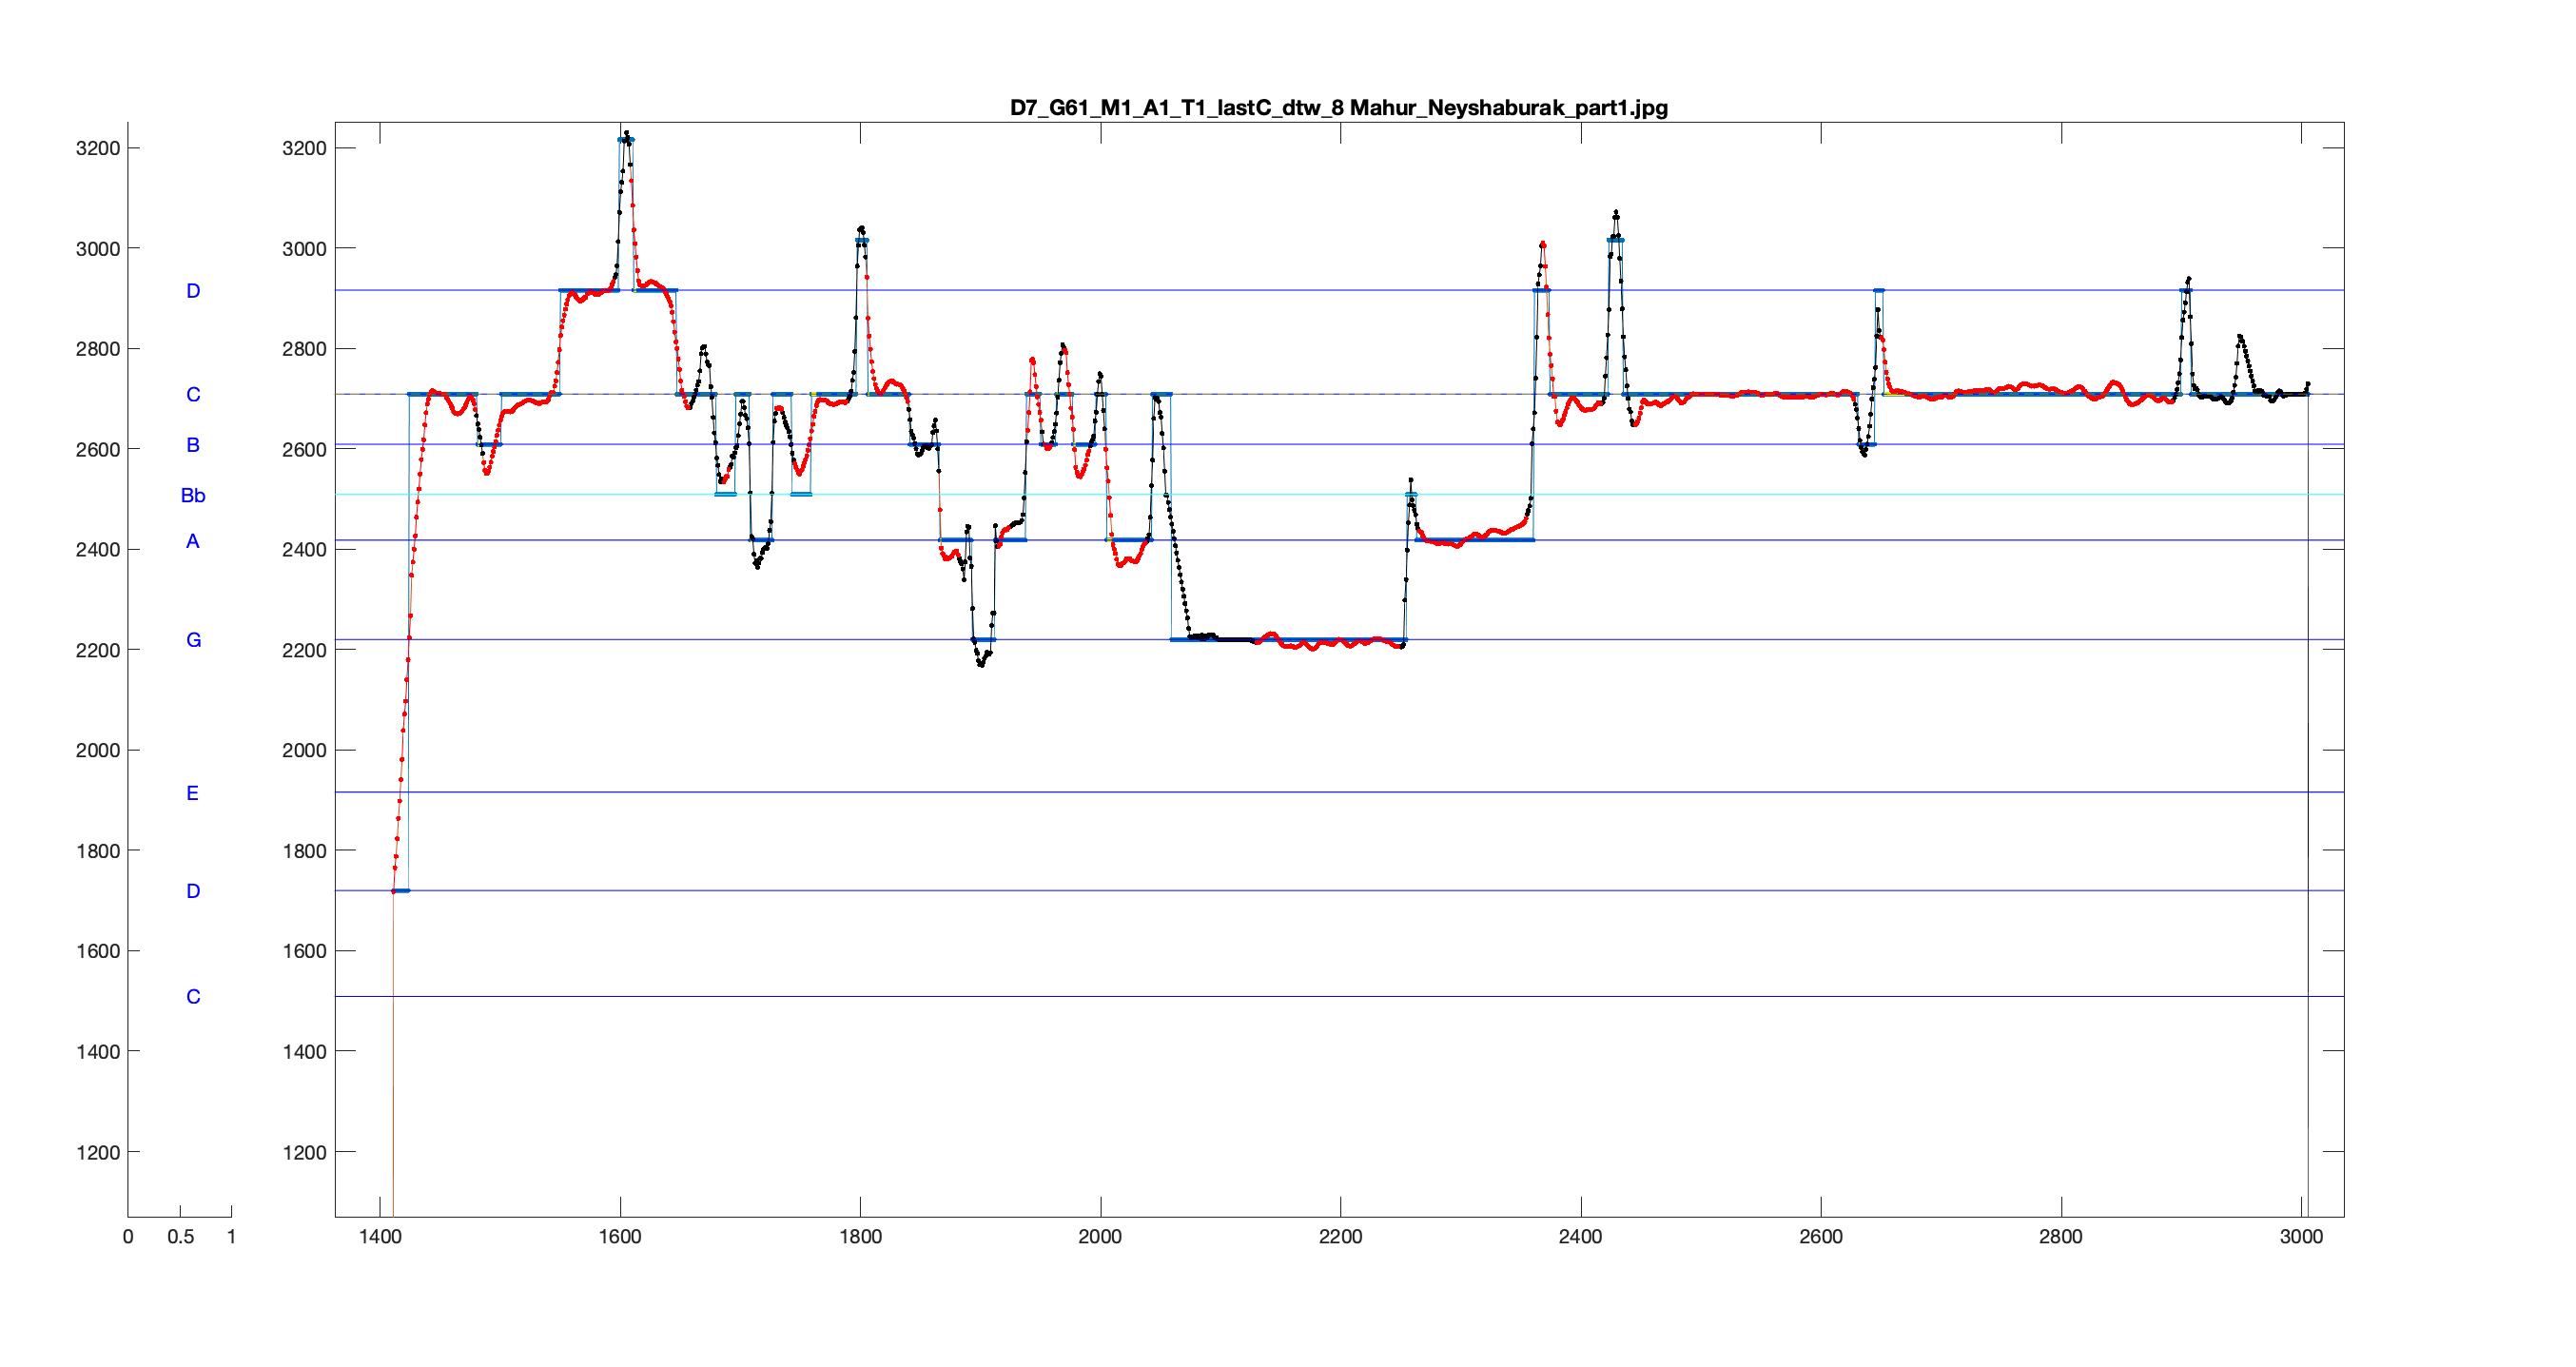 D7_G61_M1_A1_T1_lastC_dtw_8 Mahur_Neyshaburak_part1.jpg
3200 3200
3000 3000
D
2800 2800
C
2600 B 2600
Bb
2400 A 2400
G
2200 2200
2000 2000
E
1800 1800
D
1600 1600
C
1400 1400
1200 1200
0 0.5 1 1400 1600 1800 2000 2200 2400 2600 2800 3000